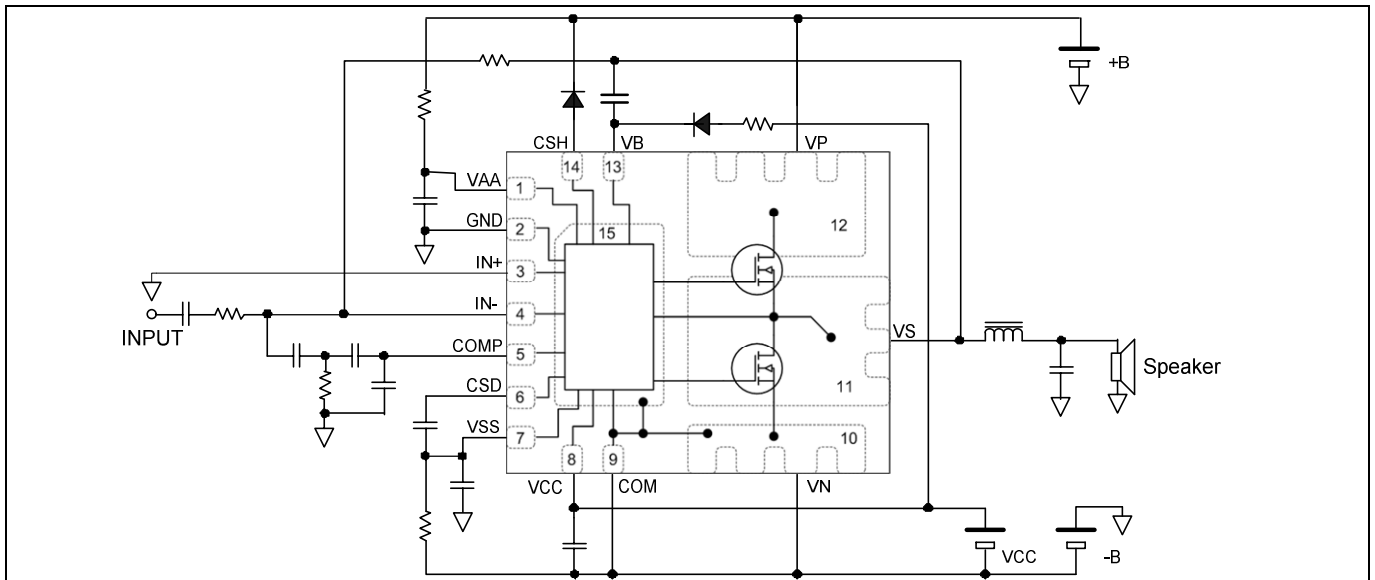 +B
CSH
VB
VP
14
13
VAA
1
GND
2
15
12
IN+
3
IN-
4
INPUT
VS
COMP
5
Speaker
CSD
6
11
VSS
7
10
8
9
VCC
COM
VN
VCC
-B